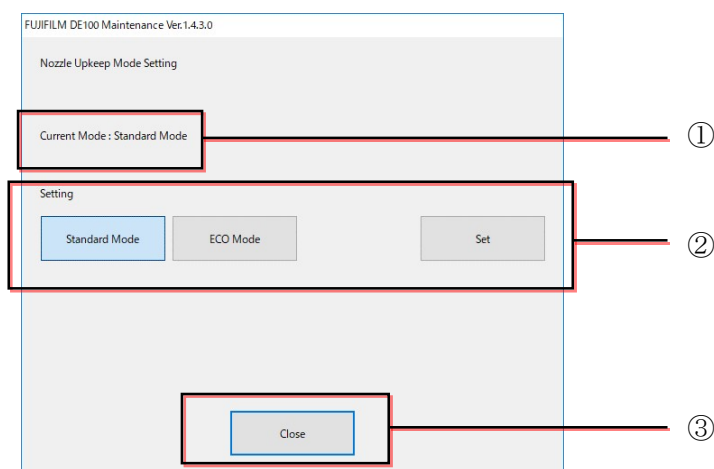 FUJIFILM DE100 Maintenance Ver.1.4.3.0
Nozzle Upkeep Mode Setting
Current Mode : Standard Mode
①
Setting
Standard Mode ECO Mode Set
②
Close
③